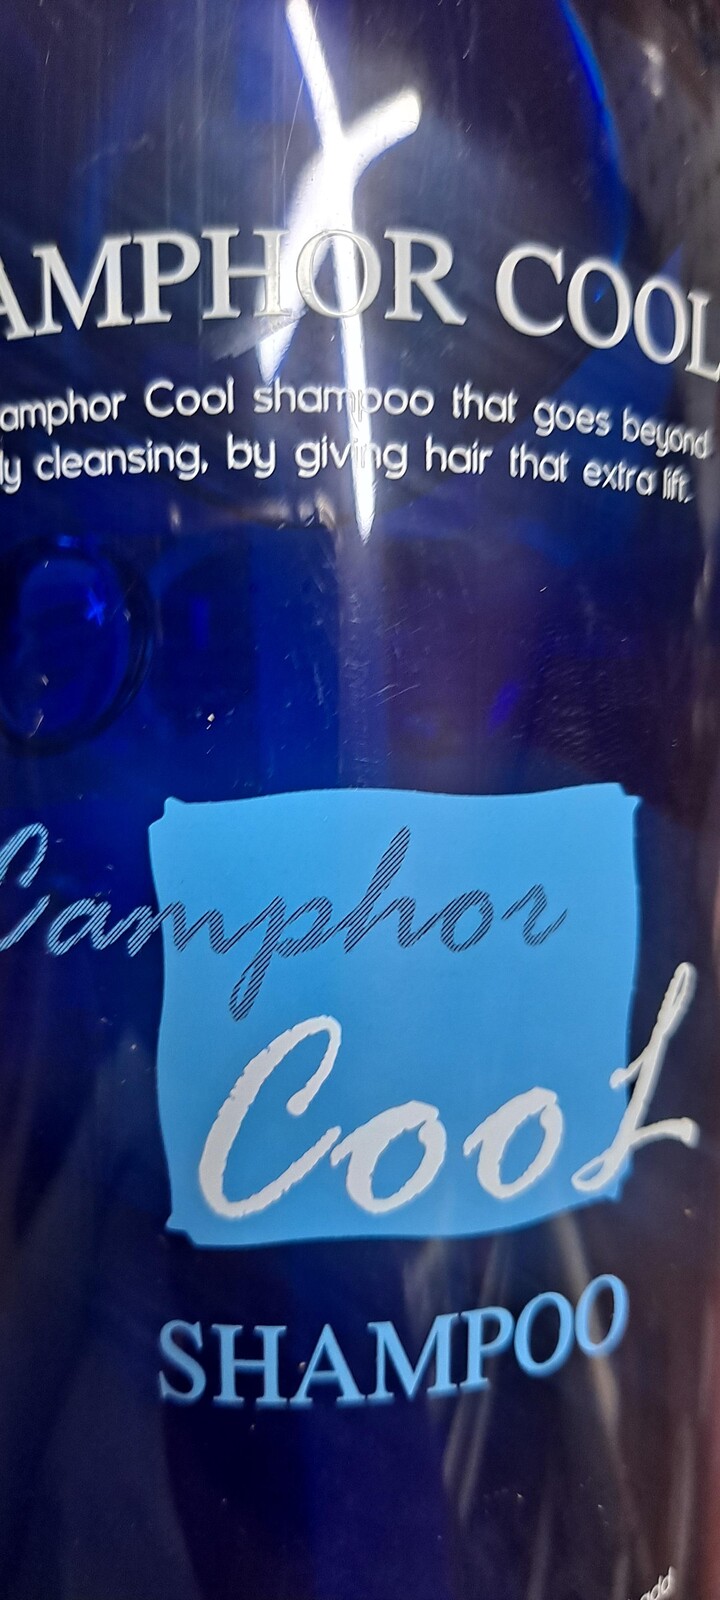 AMPHOR COOL
amphor Cool shampoo that goes beyond
ly cleansing, by giving hair that extra lift.
Camphor
Cool
SHAMPOO
add